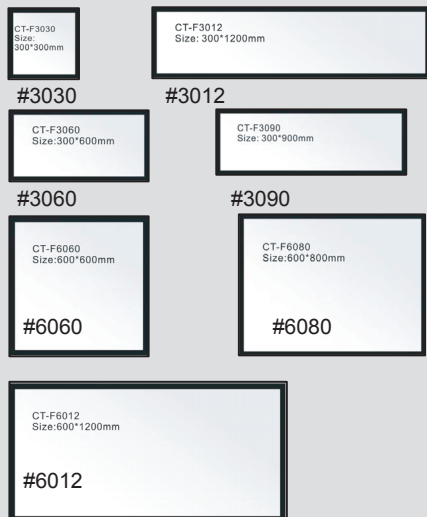 CT-F3030
Size:
300*300mm
CT-F3012
Size: 300*1200mm
#3030
#3012
CT-F3060
Size:300*600mm
CT-F3090
Size: 300*900mm
#3060
#3090
CT-F6060
Size:600*600mm
CT-F6080
Size:600*800mm
#6060
#6080
CT-F6012
Size:600*1200mm
#6012